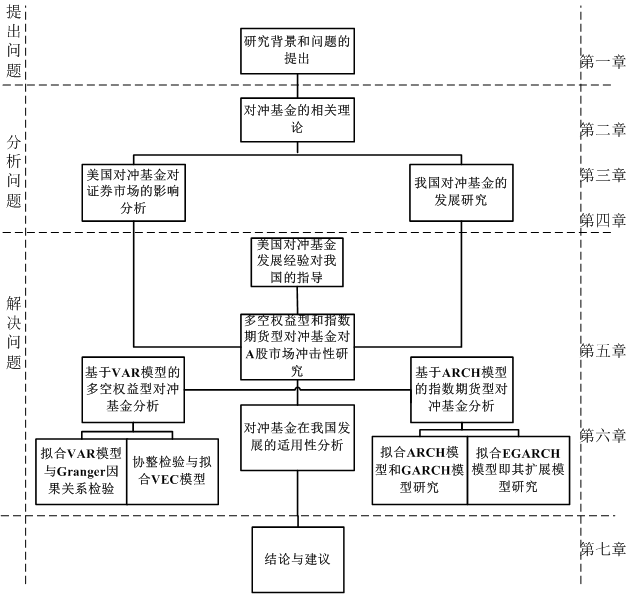 提出问题
研究背景和问题的
提出
第一章
分析问题
对冲基金的相关理
论
第二章
美国对冲基金对
证券市场的影响
分析
我国对冲基金的
发展研究
第三章
第四章
解决问题
美国对冲基金
发展经验对我
国的指导
多空权益型和指数
期货型对冲基金对
A股市场冲击性研
究
第五章
基于VAR模型的
多空权益型对冲
基金分析
基于ARCH模型
的指数期货型对
冲基金分析
对冲基金在我国发
展的适用性分析
第六章
拟合VAR模型
与Granger因
果关系检验
协整检验与拟
合VEC模型
拟合ARCH模
型和GARCH模
型研究
拟合EGARCH
模型即其扩展模
型研究
结论与建议
第七章